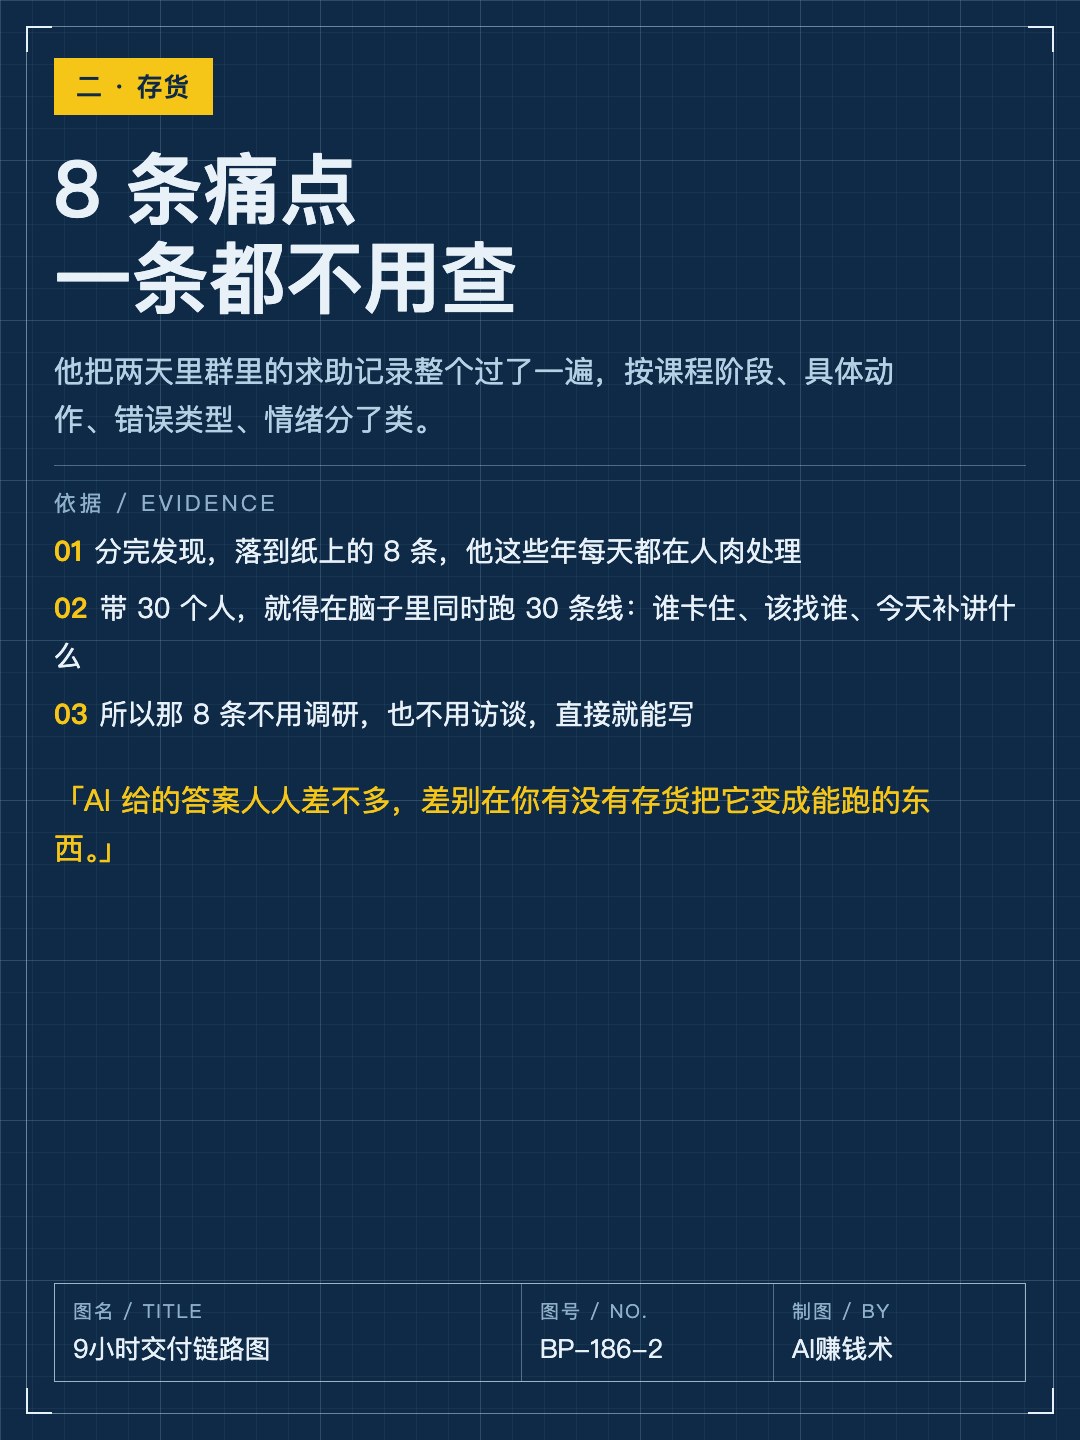 二 · 存货
8 条痛点
一条都不用查
他把两天里群里的求助记录整个过了一遍，按课程阶段、具体动
作、错误类型、情绪分了类。
依据 / EVIDENCE
01 分完发现，落到纸上的 8 条，他这些年每天都在人肉处理
02 带 30 个人，就得在脑子里同时跑 30 条线：谁卡住、该找谁、今天补讲什
么
03 所以那 8 条不用调研，也不用访谈，直接就能写
「AI 给的答案人人差不多，差别在你有没有存货把它变成能跑的东
西。」
图名 / TITLE
9小时交付链路图
图号 / NO.
BP-186-2
制图 / BY
AI赚钱术